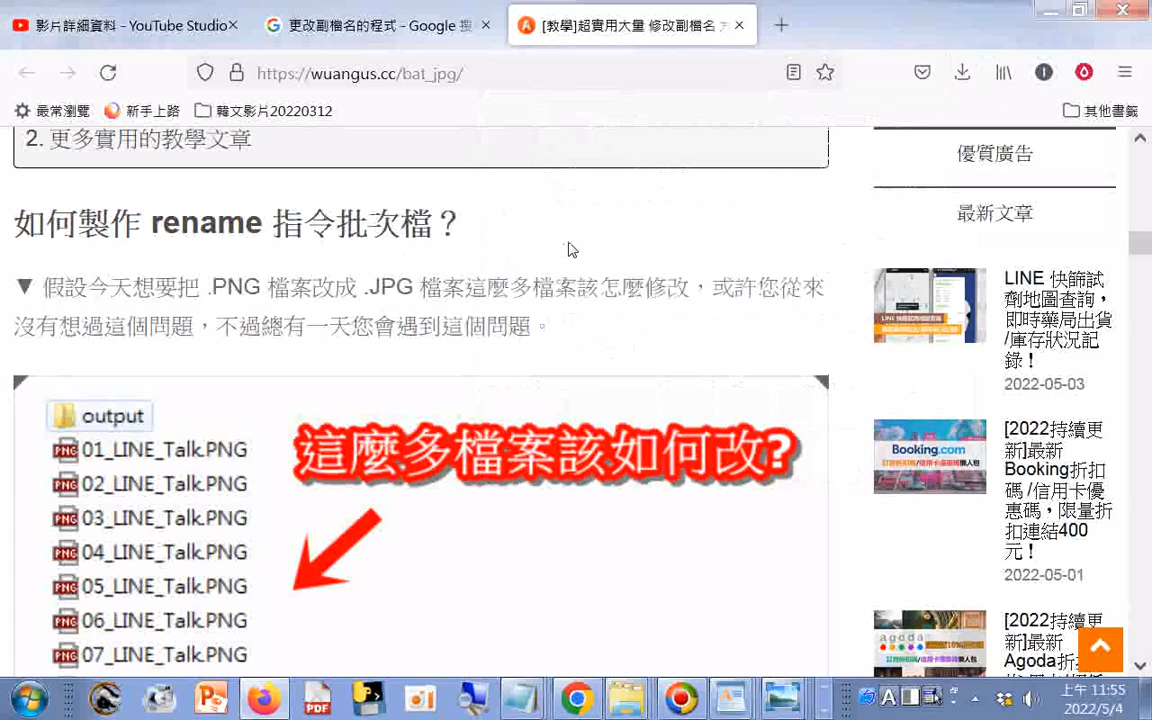 影片詳細資料 - YouTube Studio
更改副檔名的程式 - Google 搜
[教學]超實用大量 修改副檔名
https://wuangus.cc/bat_jpg/
最常瀏覽
新手上路
韓文影片20220312
其他書籤
2. 更多實用的教學文章
如何製作 rename 指令批次檔？
▼ 假設今天想要把 .PNG 檔案改成 .JPG 檔案這麼多檔案該怎麼修改，或許您從來
沒有想過這個問題，不過總有一天您會遇到這個問題。
output
01_LINE_Talk.PNG
02_LINE_Talk.PNG
03_LINE_Talk.PNG
04_LINE_Talk.PNG
05_LINE_Talk.PNG
06_LINE_Talk.PNG
07_LINE_Talk.PNG
這麼多檔案該如何改?
優質廣告
最新文章
LINE 快篩試
劑地圖查詢，
即時藥局出貨
/庫存狀況記
錄！
2022-05-03
Booking.com
[2022持續更
新]最新
Booking折扣
碼 /信用卡優
惠碼，限量折
扣連結400
元！
2022-05-01
agoda
[2022持續更
新]最新
Agoda折
上午 11:55
2022/5/4